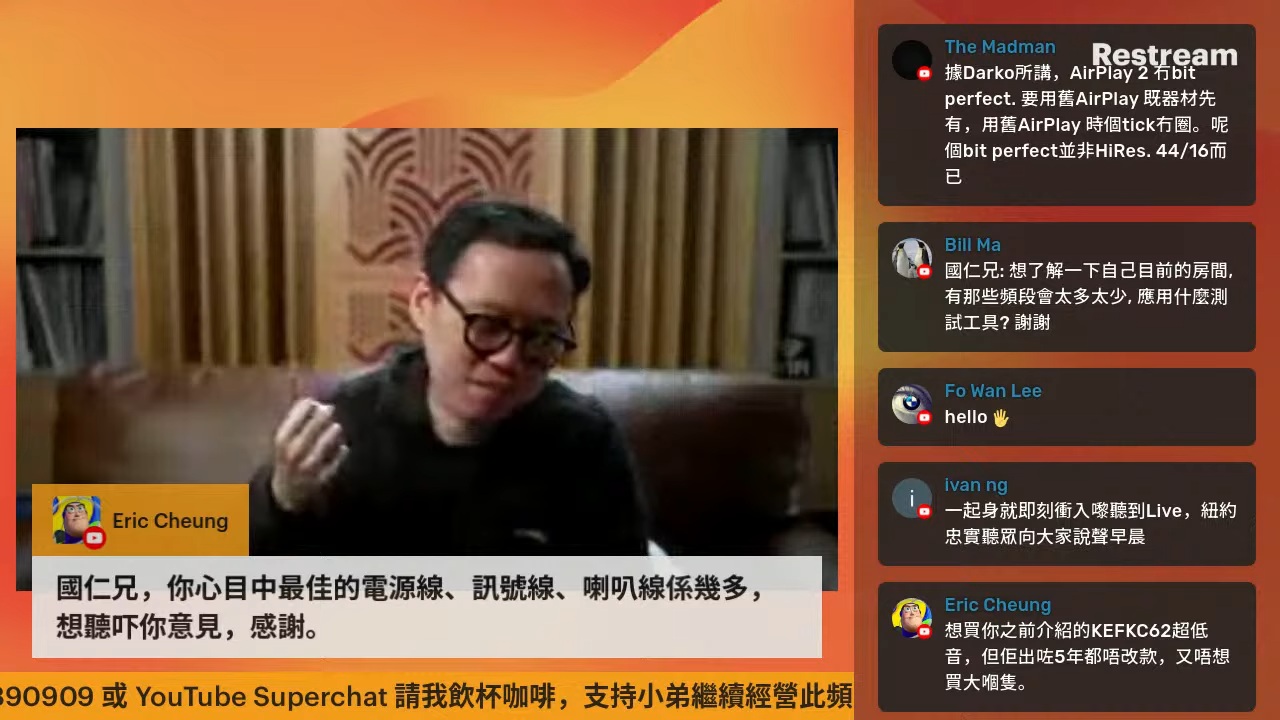 Eric Cheung
國仁兄，你心目中最佳的電源線、訊號線、喇叭線係幾多，
想聽吓你意見，感謝。
390909 或 YouTube Superchat 請我飲杯咖啡，支持小弟繼續經營此頻
Restream
The Madman
據Darko所講，AirPlay 2 冇bit
perfect. 要用舊AirPlay 既器材先
有，用舊AirPlay 時個tick冇圈。呢
個bit perfect並非HiRes. 44/16而
已
Bill Ma
國仁兄: 想了解一下自己目前的房間,
有那些頻段會太多太少, 應用什麼測
試工具? 謝謝
Fo Wan Lee
hello 🖐
i
ivan ng
一起身就即刻衝入嚟聽到Live，紐約
忠實聽眾向大家說聲早晨
Eric Cheung
想買你之前介紹的KEFKC62超低
音，但佢出咗5年都唔改款，又唔想
買大嗰隻。